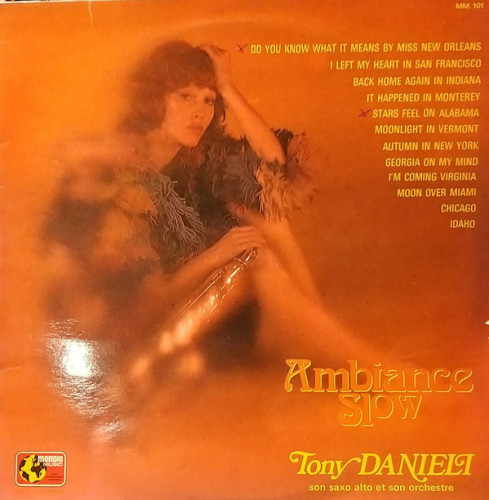 MM. 101
DO YOU KNOW WHAT IT MEANS BY MISS NEW ORLEANS
I LEFT MY HEART IN SAN FRANCISCO
BACK HOME AGAIN IN INDIANA
IT HAPPENED IN MONTEREY
STARS FEEL ON ALABAMA
MOONLIGHT IN VERMONT
AUTUMN IN NEW YORK
GEORGIA ON MY MIND
I'M COMING VIRGINIA
MOON OVER MIAMI
CHICAGO
IDAHO
Ambiance
Slow
Tony DANIELI
son saxo alto et son orchestre
MONDIO
MUSIC